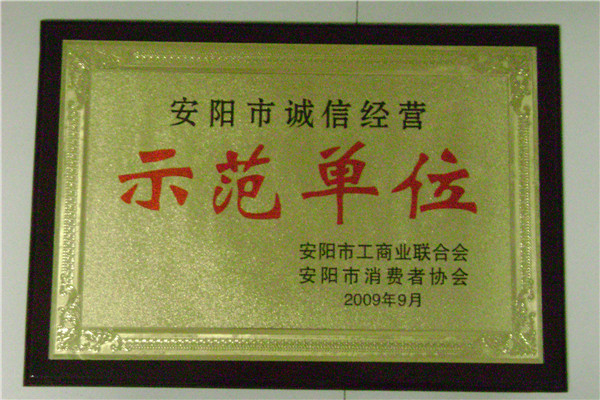 安阳市诚信经营
示范单位
安阳市工商业联合会
安阳市消费者协会
2009年9月